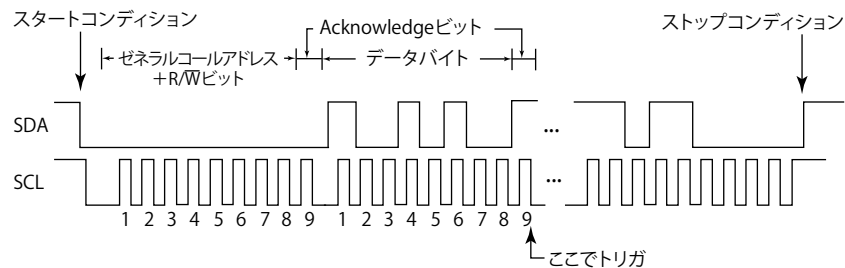 スタートコンディション
Acknowledgeビット
ストップコンディション
ゼネラルコールアドレス
+R/W̅ビット
データバイト
SDA
...
SCL
...
1 2 3 4 5 6 7 8 9 1 2 3 4 5 6 7 8 9
ここでトリガ